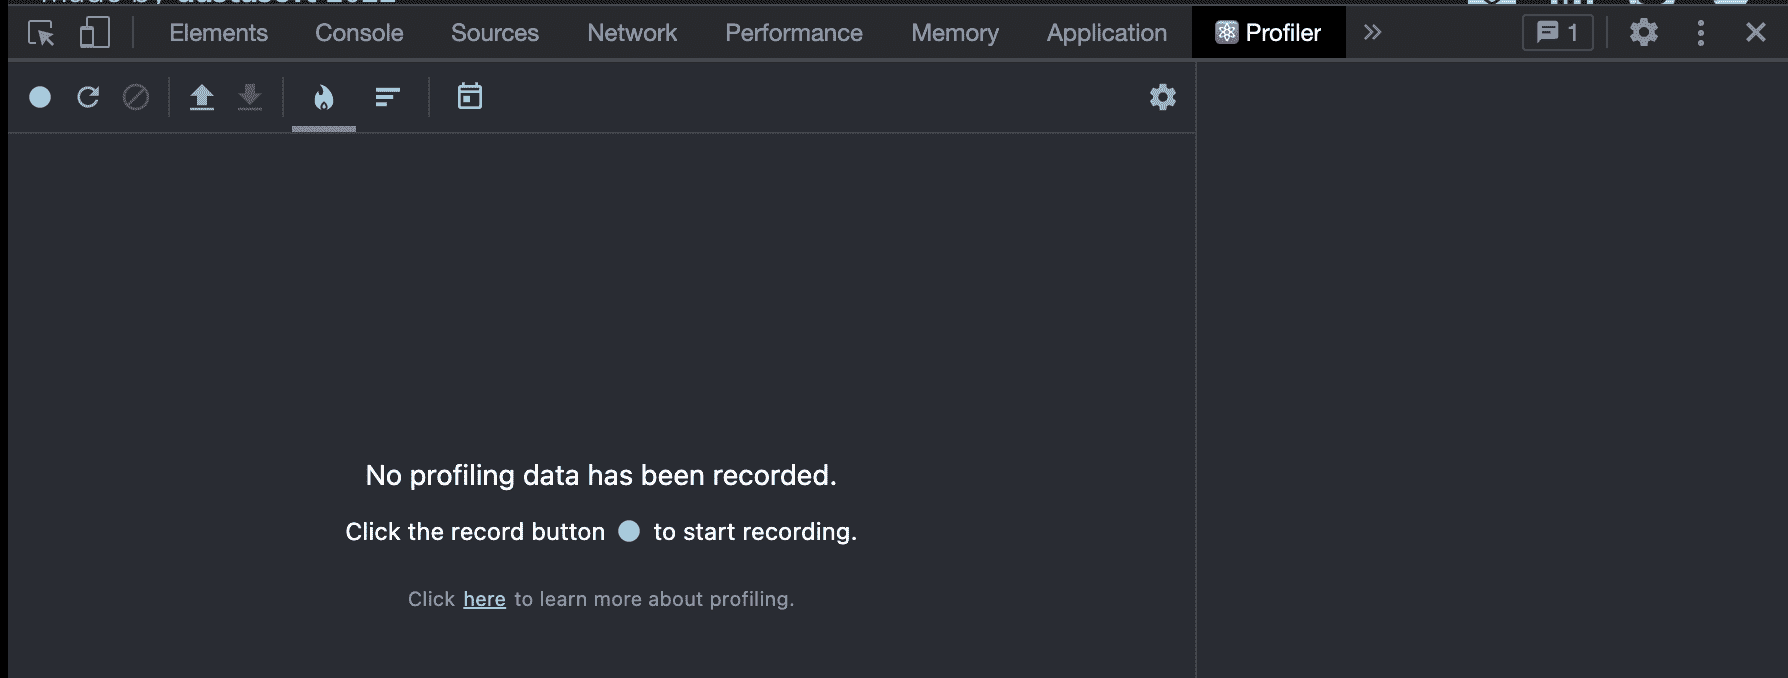 Elements Console Sources Network Performance Memory Application Profiler 1
No profiling data has been recorded.
Click the record button to start recording.
Click here to learn more about profiling.